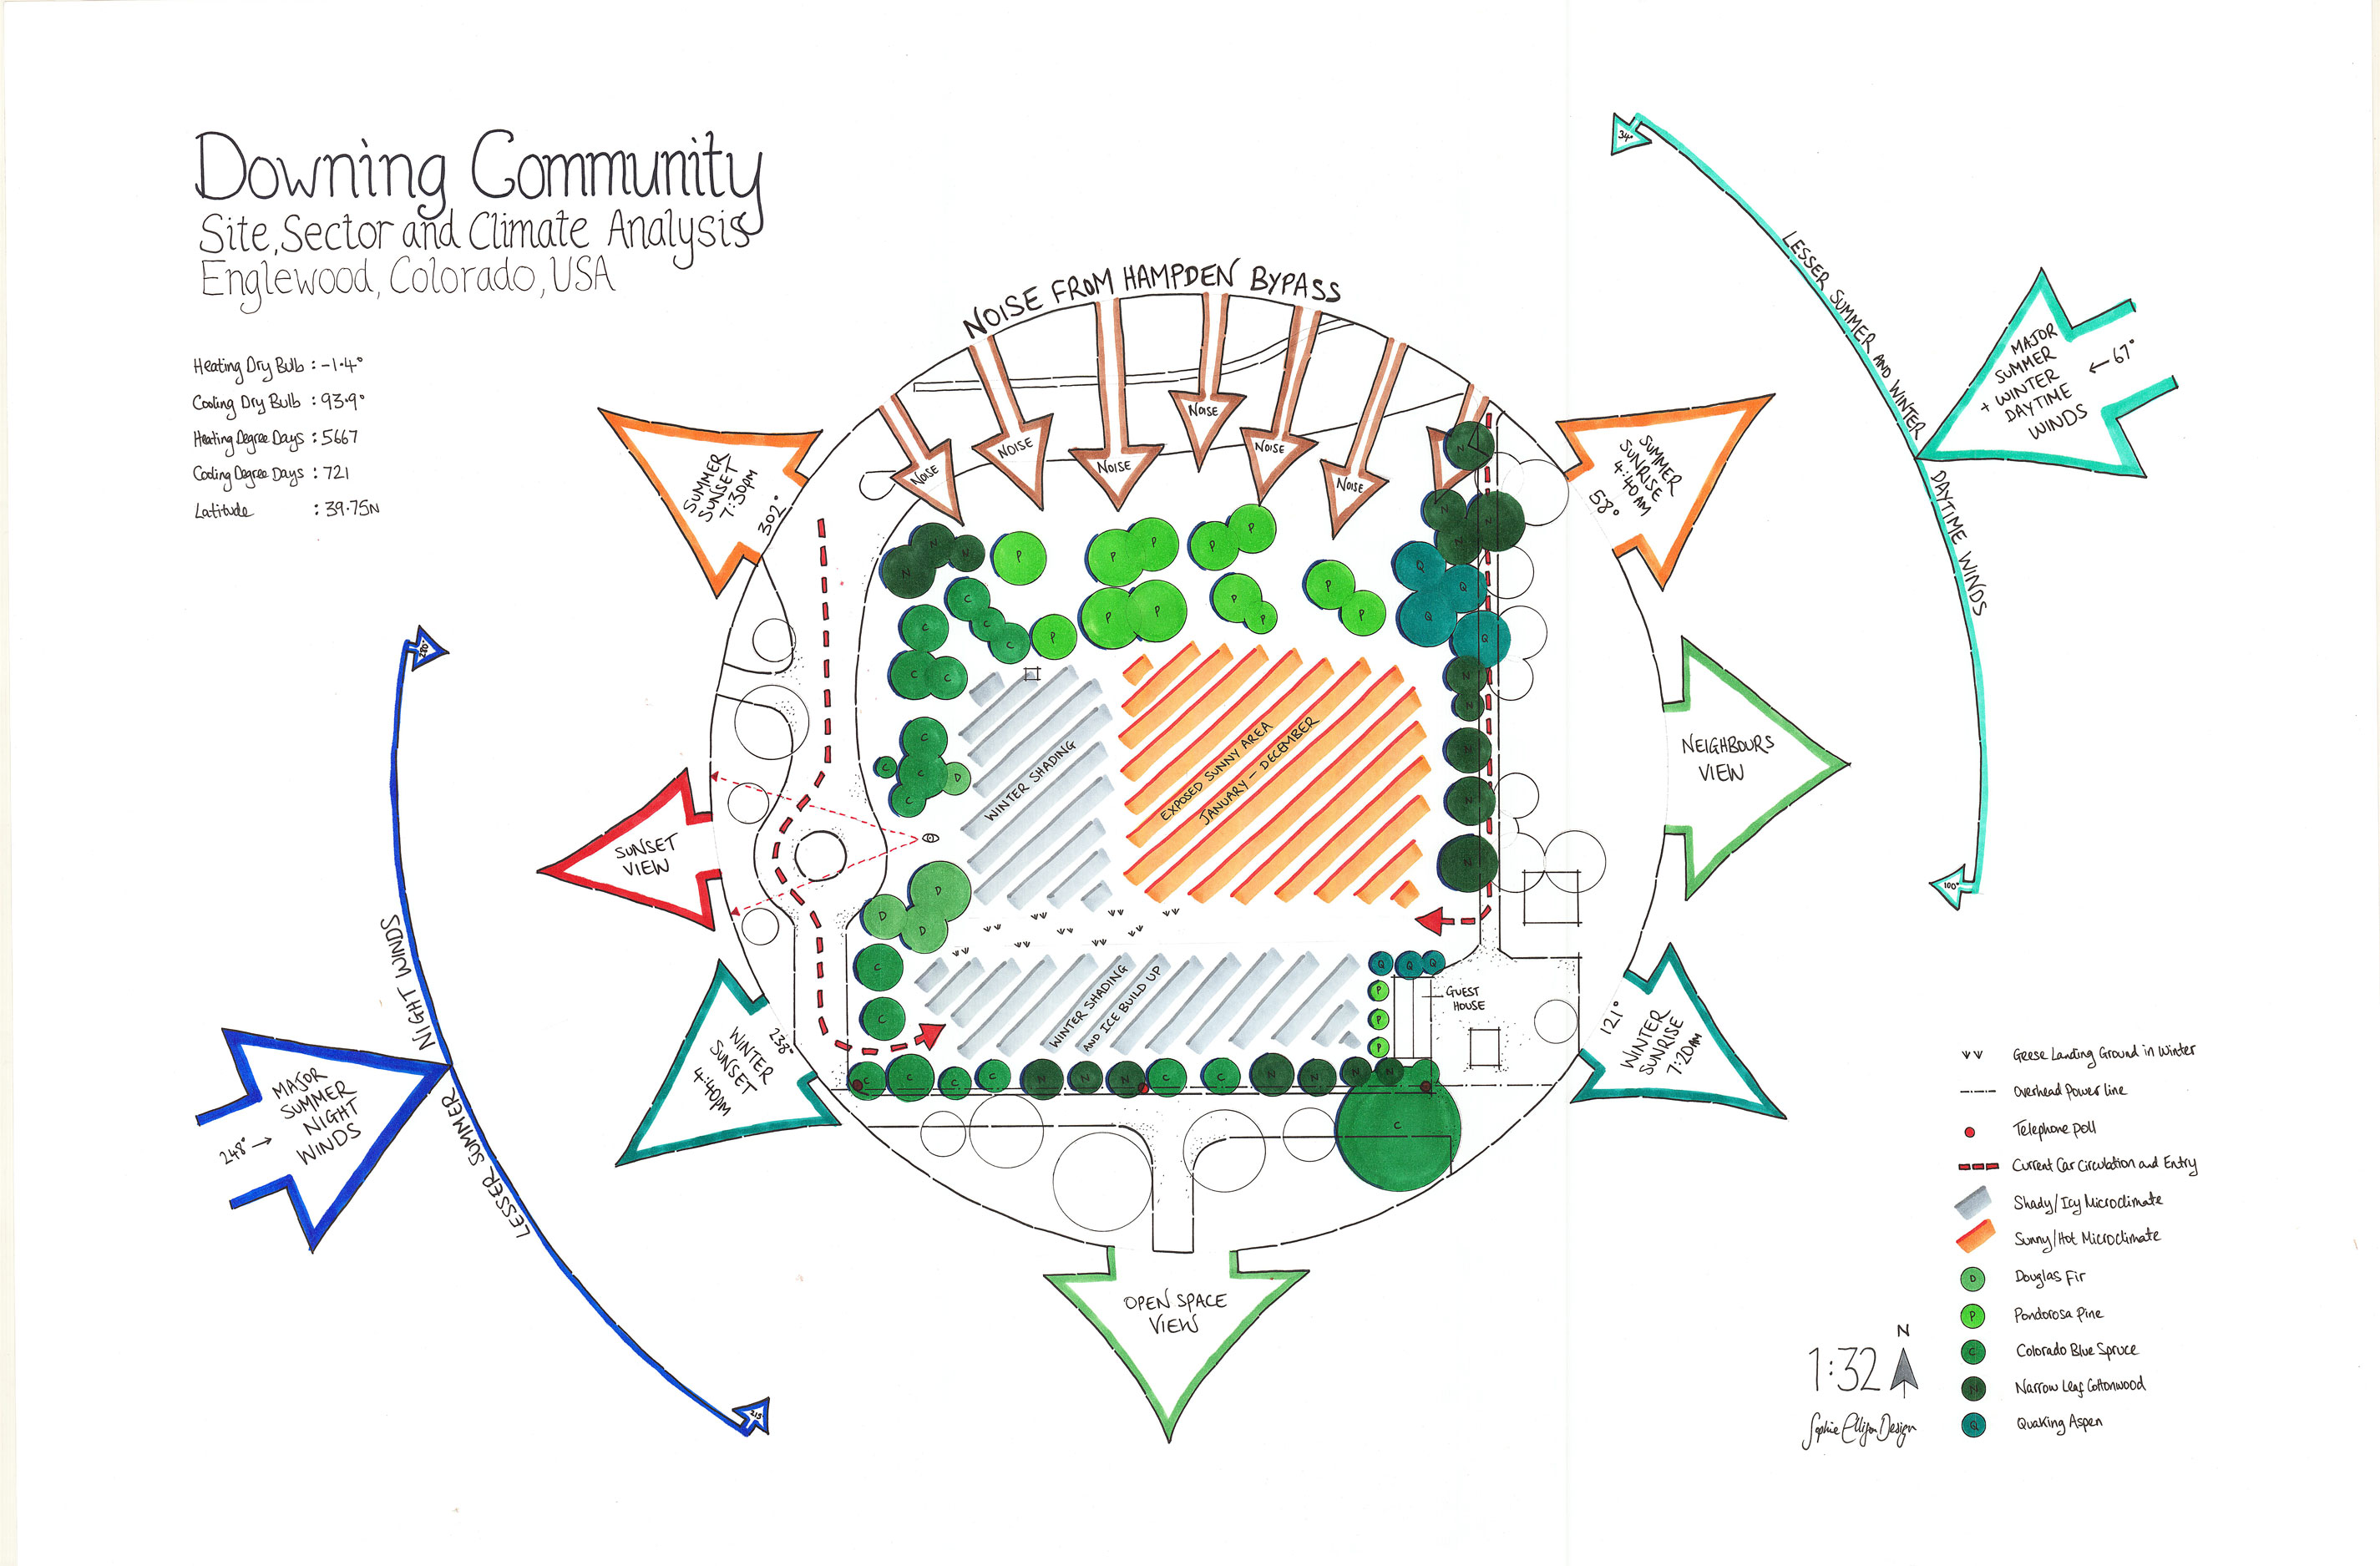 Downing Community
Site, Sector and Climate Analysis
Englewood, Colorado, USA
Heating Dry Bulb : -1.4°
Cooling Dry Bulb : 93.9°
Heating Degree Days : 5667
Cooling Degree Days : 721
Latitude : 39.75N
NOISE FROM HAMPDEN BYPASS
NOISE
NOISE
NOISE
NOISE
NOISE
NOISE
SUMMER
SUNSET
7:30pm
302°
SUMMER
SUNRISE
4:40AM
58°
34°
LESSER SUMMER AND WINTER
DAYTIME WINDS
100°
MAJOR
SUMMER
+ WINTER
DAYTIME
WINDS
← 67°
NEIGHBOURS
VIEW
121°
WINTER
SUNRISE
7:20AM
OPEN SPACE
VIEW
238°
WINTER
SUNSET
4:40pm
SUNSET
VIEW
280°
NIGHT WINDS
LESSER SUMMER
215°
MAJOR
SUMMER
NIGHT
WINDS
248° →
WINTER SHADING
EXPOSED SUNNY AREA
JANUARY - DECEMBER
WINTER SHADING
AND ICE BUILD UP
GUEST
HOUSE
N N N P P P P P
N N N N
C C C C C P P P P P P P
Q Q Q Q
C C N N
C C C C D N N N
D D D
C C
Q Q Q
P
P
P
C C C C N N N C C N N N N
C
Geese Landing Ground in Winter
Overhead Power line
Telephone poll
Current Car Circulation and Entry
Shady/Icy Microclimate
Sunny/Hot Microclimate
D Douglas Fir
P Pondorosa Pine
C Colorado Blue Spruce
N Narrow Leaf Cottonwood
Q Quaking Aspen
N
1:32
Sophie Ellison Design